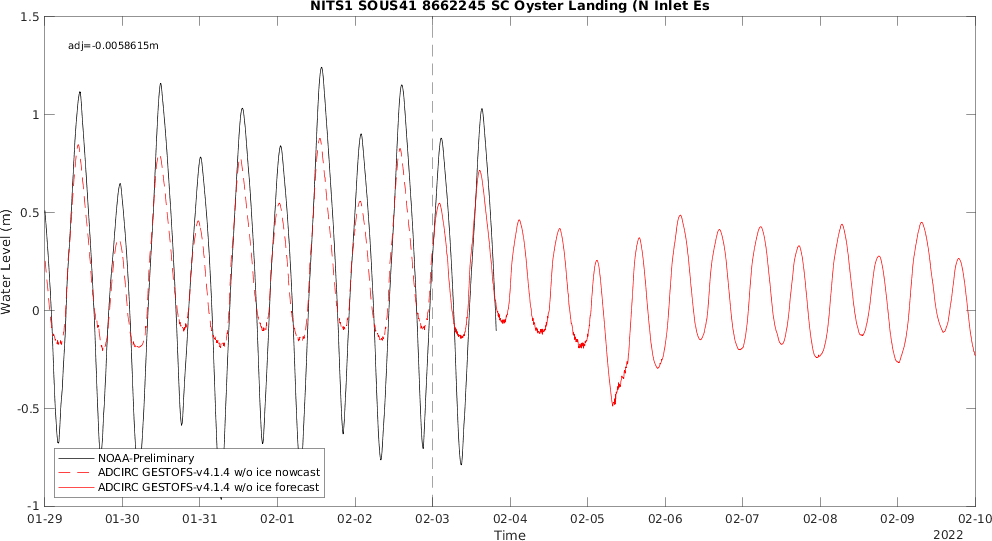 NITS1 SOUS41 8662245 SC Oyster Landing (N Inlet Es
adj=-0.0058615m
1.5
1
0.5
0
-0.5
-1
Water Level (m)
NOAA-Preliminary
ADCIRC GESTOFS-v4.1.4 w/o ice nowcast
ADCIRC GESTOFS-v4.1.4 w/o ice forecast
01-29 01-30 01-31 02-01 02-02 02-03 02-04 02-05 02-06 02-07 02-08 02-09 02-10
Time
2022